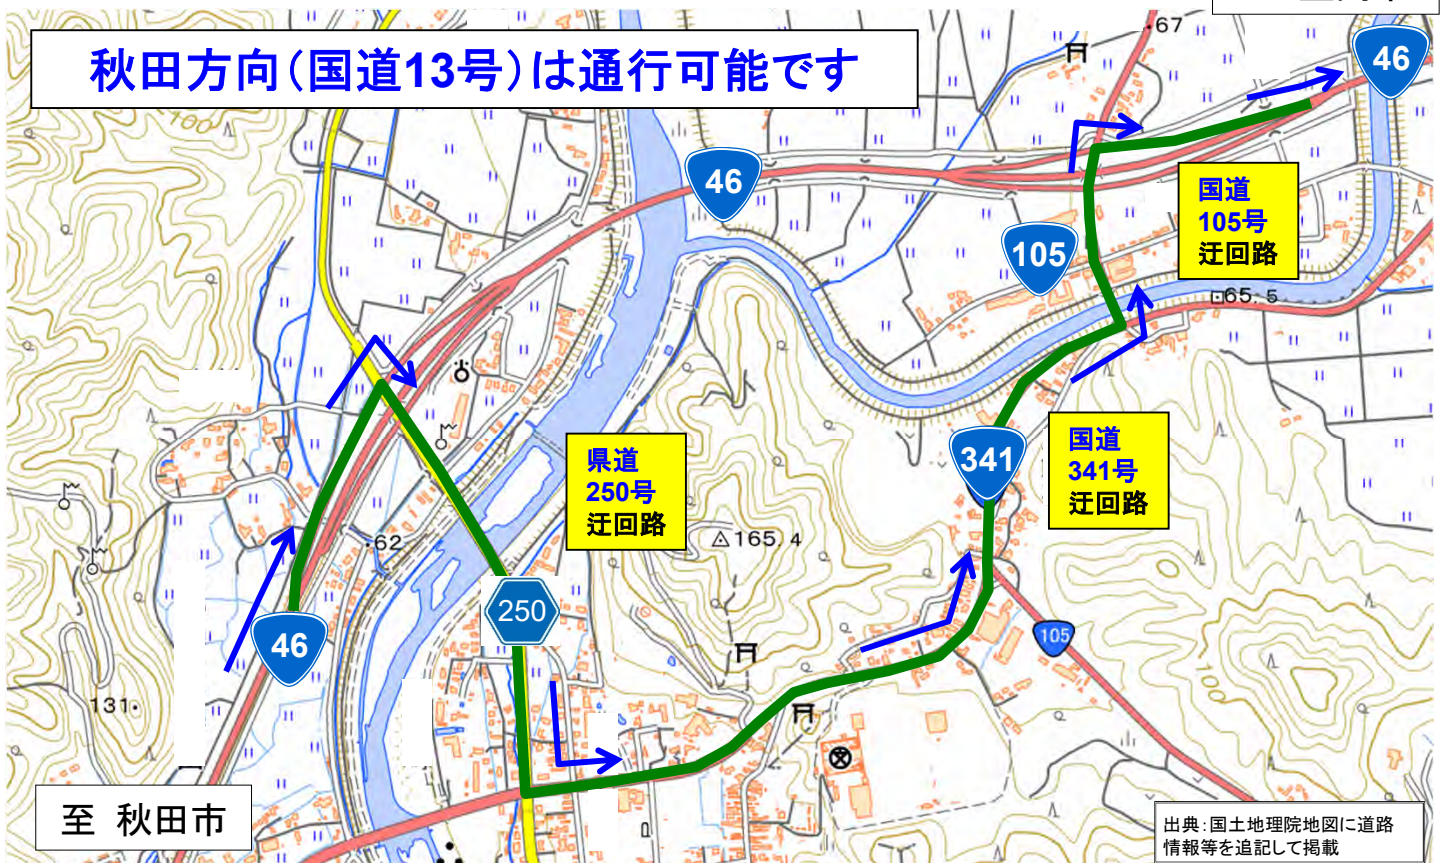 秋田方向(国道13号)は通行可能です
67
46
46
国道
105号
迂回路
105
65.5
341
国道
341号
迂回路
県道
250号
迂回路
165.4
62
100
250
46
105
131
100
至 秋田市
出典:国土地理院地図に道路
情報等を追記して掲載